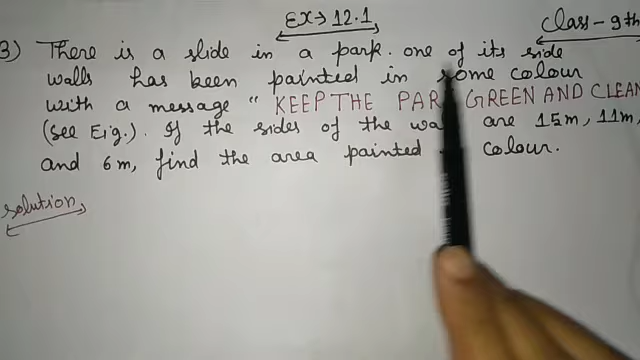 Ex → 12.1
Class - 9th
3) There is a slide in a park. one of its side
walls has been painted in some colour
with a message " KEEP THE PAR GREEN AND CLEAN
(see Fig.). If the sides of the wa are 15m, 11m,
and 6m, find the area painted colour.
solution